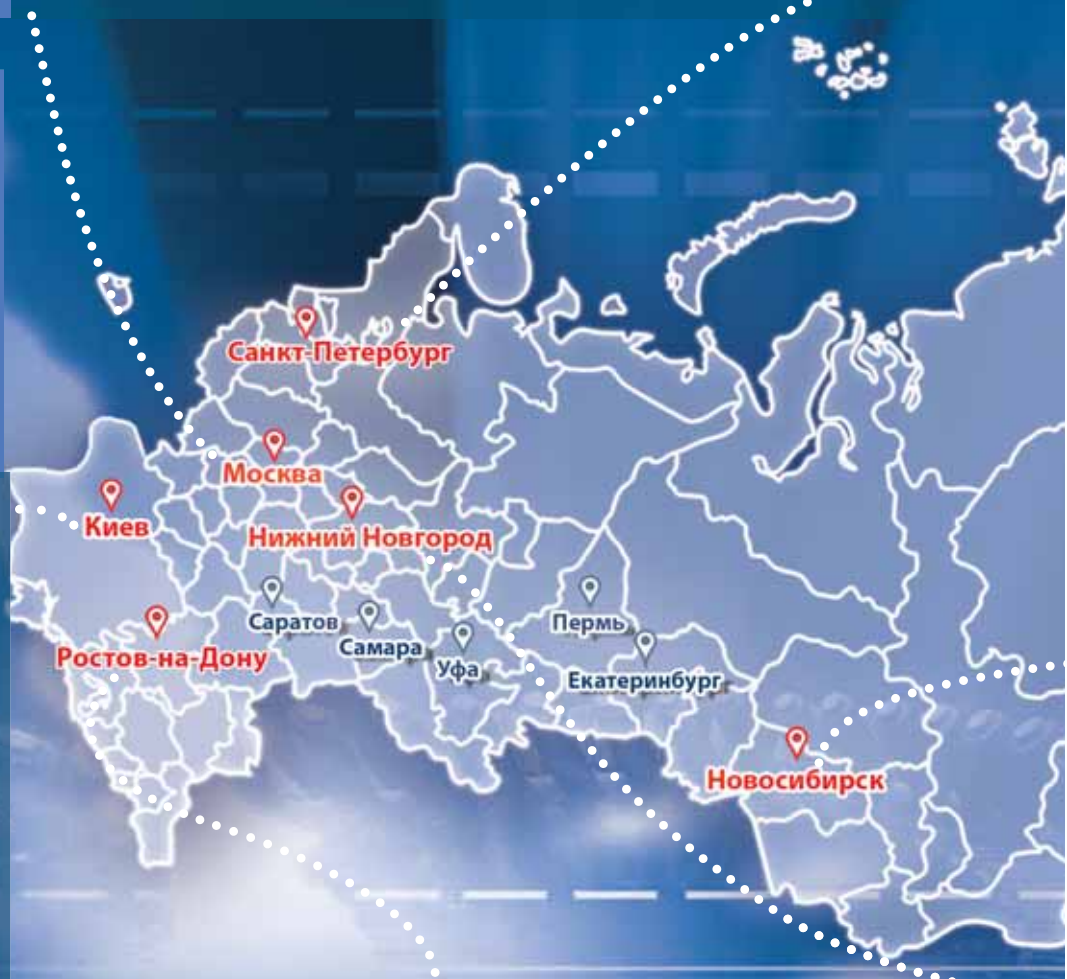 Санкт-Петербург
Москва
Киев
Нижний Новгород
Саратов
Самара
Уфа
Пермь
Ростов-на-Дону
Екатеринбург
Новосибирск